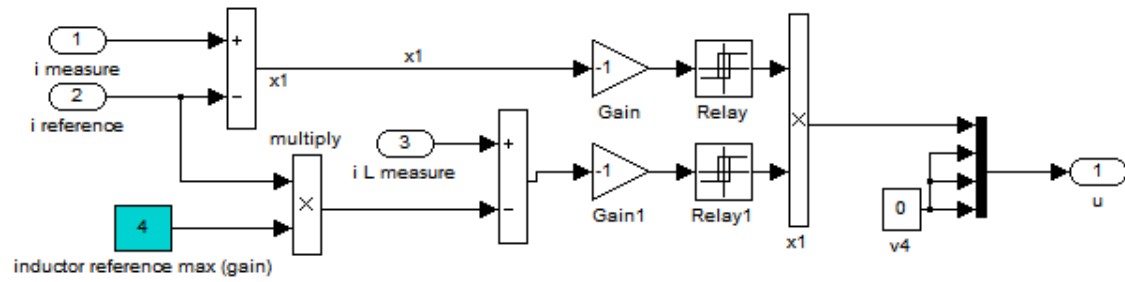 1
+
i measure
x1
x1
2
−
i reference
-1
Gain
Relay
×
multiply
×
3
+
i L measure
−
-1
Gain1
Relay1
x1
4
inductor reference max (gain)
0
v4
1
u